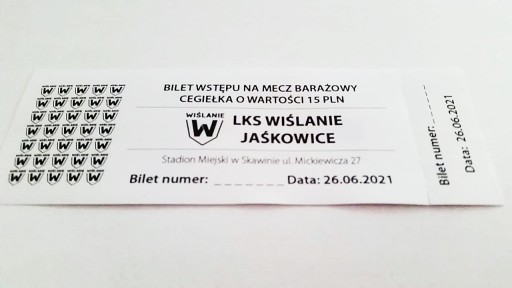 BILET WSTĘPU NA MECZ BARAŻOWY
CEGIEŁKA O WARTOŚCI 15 PLN
WIŚLANIE
W
LKS WIŚLANIE
JAŚKOWICE
Stadion Miejski w Skawinie ul. Mickiewicza 27
Bilet numer: _ _ _ _ _ _ _ Data: 26.06.2021
Bilet numer: _ _ _ _ _ _ _
Data: 26.06.2021